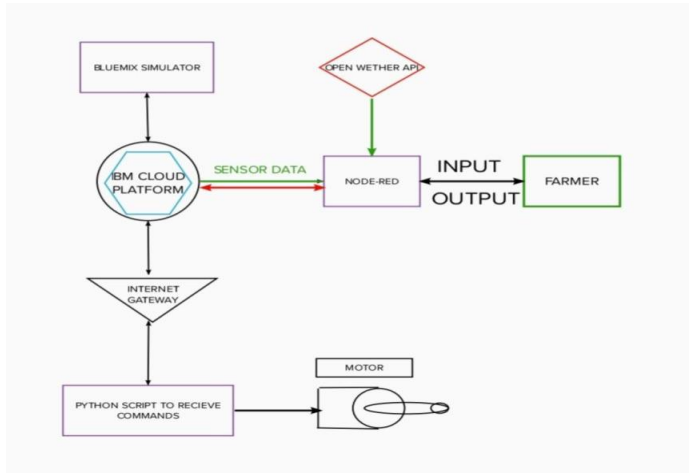 BLUEMIX SIMULATOR
OPEN WETHER API
IBM CLOUD
PLATFORM
SENSOR DATA
NODE-RED
INPUT
OUTPUT
FARMER
INTERNET
GATEWAY
MOTOR
PYTHON SCRIPT TO RECIEVE
COMMANDS